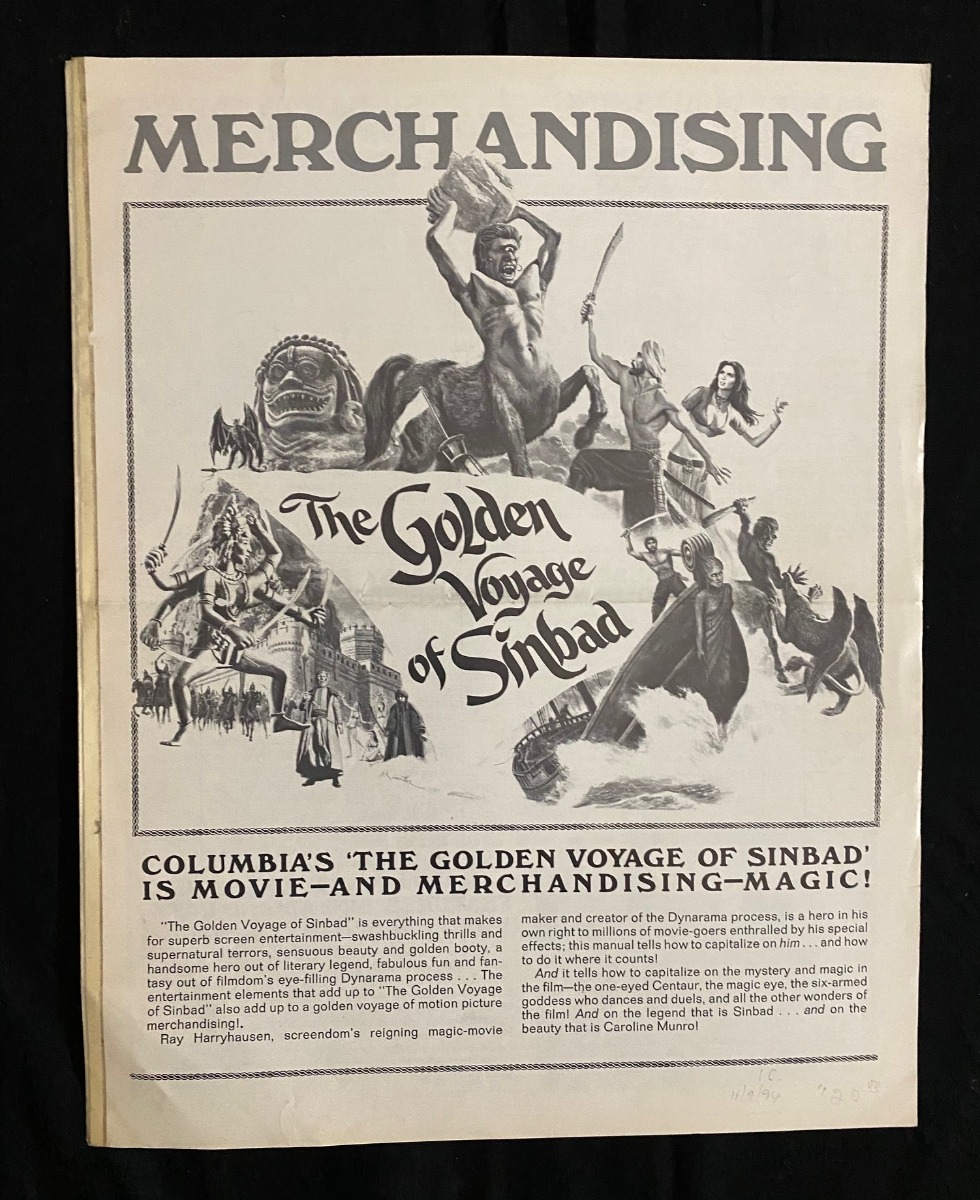 MERCHANDISING
The Golden
Voyage
of Sinbad
COLUMBIA'S 'THE GOLDEN VOYAGE OF SINBAD'
IS MOVIE—AND MERCHANDISING—MAGIC!
"The Golden Voyage of Sinbad" is everything that makes
for superb screen entertainment—swashbuckling thrills and
supernatural terrors, sensuous beauty and golden booty, a
handsome hero out of literary legend, fabulous fun and fan-
tasy out of filmdom's eye-filling Dynarama process . . . The
entertainment elements that add up to "The Golden Voyage
of Sinbad" also add up to a golden voyage of motion picture
merchandising!.
Ray Harryhausen, screendom's reigning magic-movie
maker and creator of the Dynarama process, is a hero in his
own right to millions of movie-goers enthralled by his special
effects; this manual tells how to capitalize on him . . . and how
to do it where it counts!
And it tells how to capitalize on the mystery and magic in
the film—the one-eyed Centaur, the magic eye, the six-armed
goddess who dances and duels, and all the other wonders of
the film! And on the legend that is Sinbad . . . and on the
beauty that is Caroline Munro!